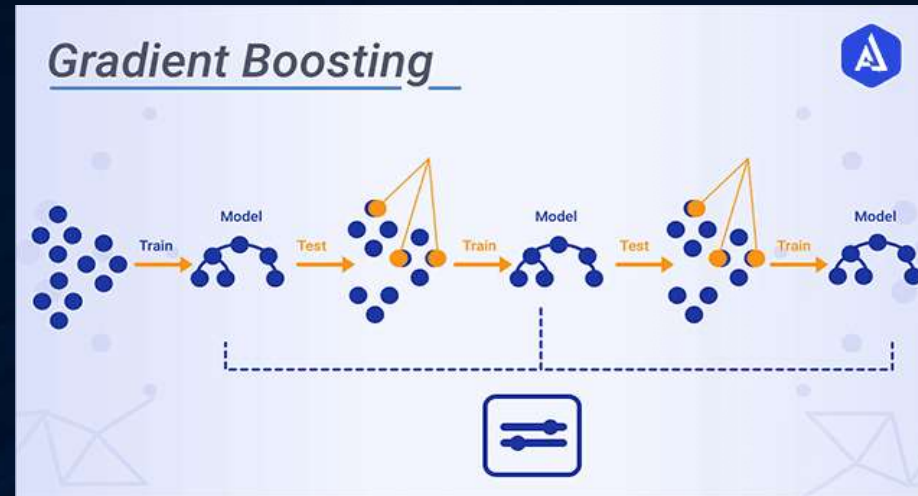 Gradient Boosting
Model
Model
Model
Train
Test
Train
Test
Train